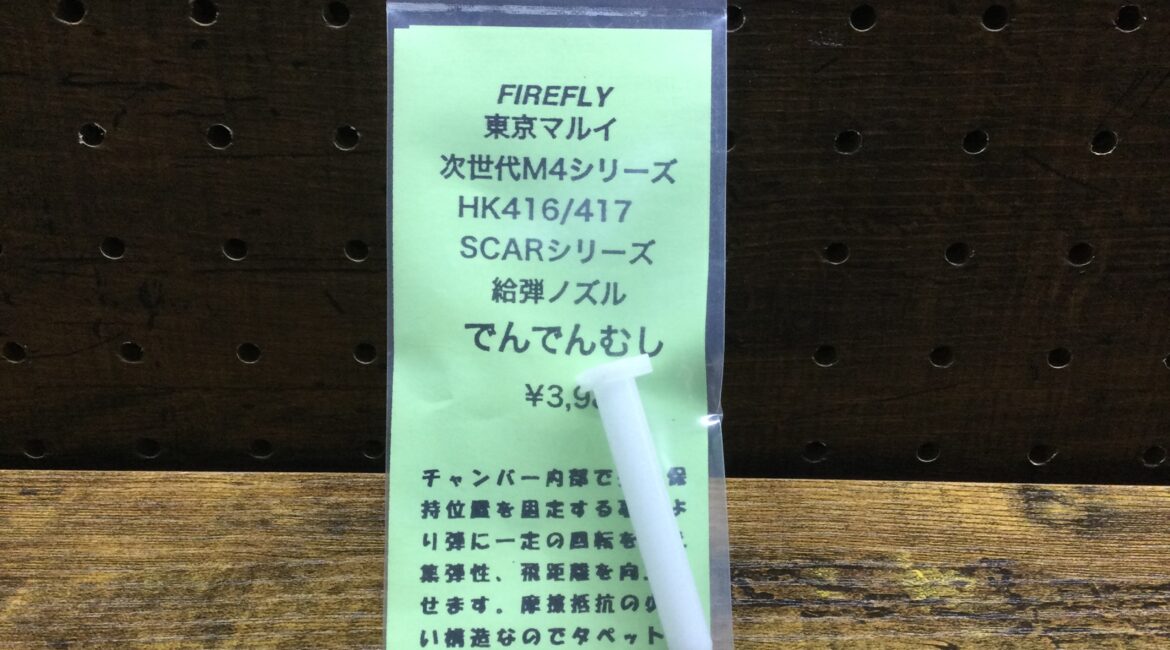 FIREFLY
東京マルイ
次世代M4シリーズ
HK416/417
SCARシリーズ
給弾ノズル
でんでんむし
¥3,9
チャンバー内部で 保
持位置を固定する よ
り弾に一定の回転を
集弾性、飛距離を向
せます。摩擦抵抗の
い構造なのでタペット